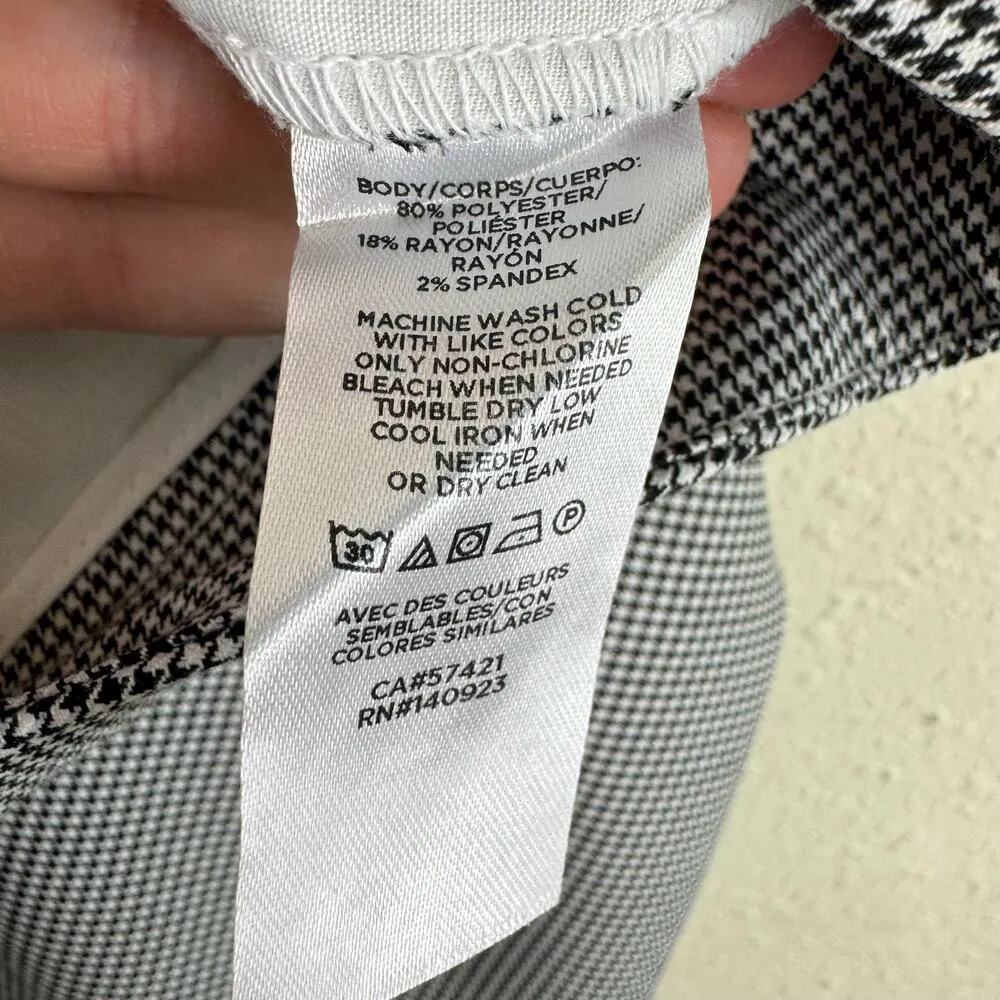 BODY/CORPS/CUERPO:
80% POLYESTER/
POLIÉSTER
18% RAYON/RAYONNE/
RAYÓN
2% SPANDEX
MACHINE WASH COLD
WITH LIKE COLORS
ONLY NON-CHLORINE
BLEACH WHEN NEEDED
TUMBLE DRY LOW
COOL IRON WHEN
NEEDED
OR DRY CLEAN
30 P
AVEC DES COULEURS
SEMBLABLES/CON
COLORES SIMILARES
CA#57421
RN#140923